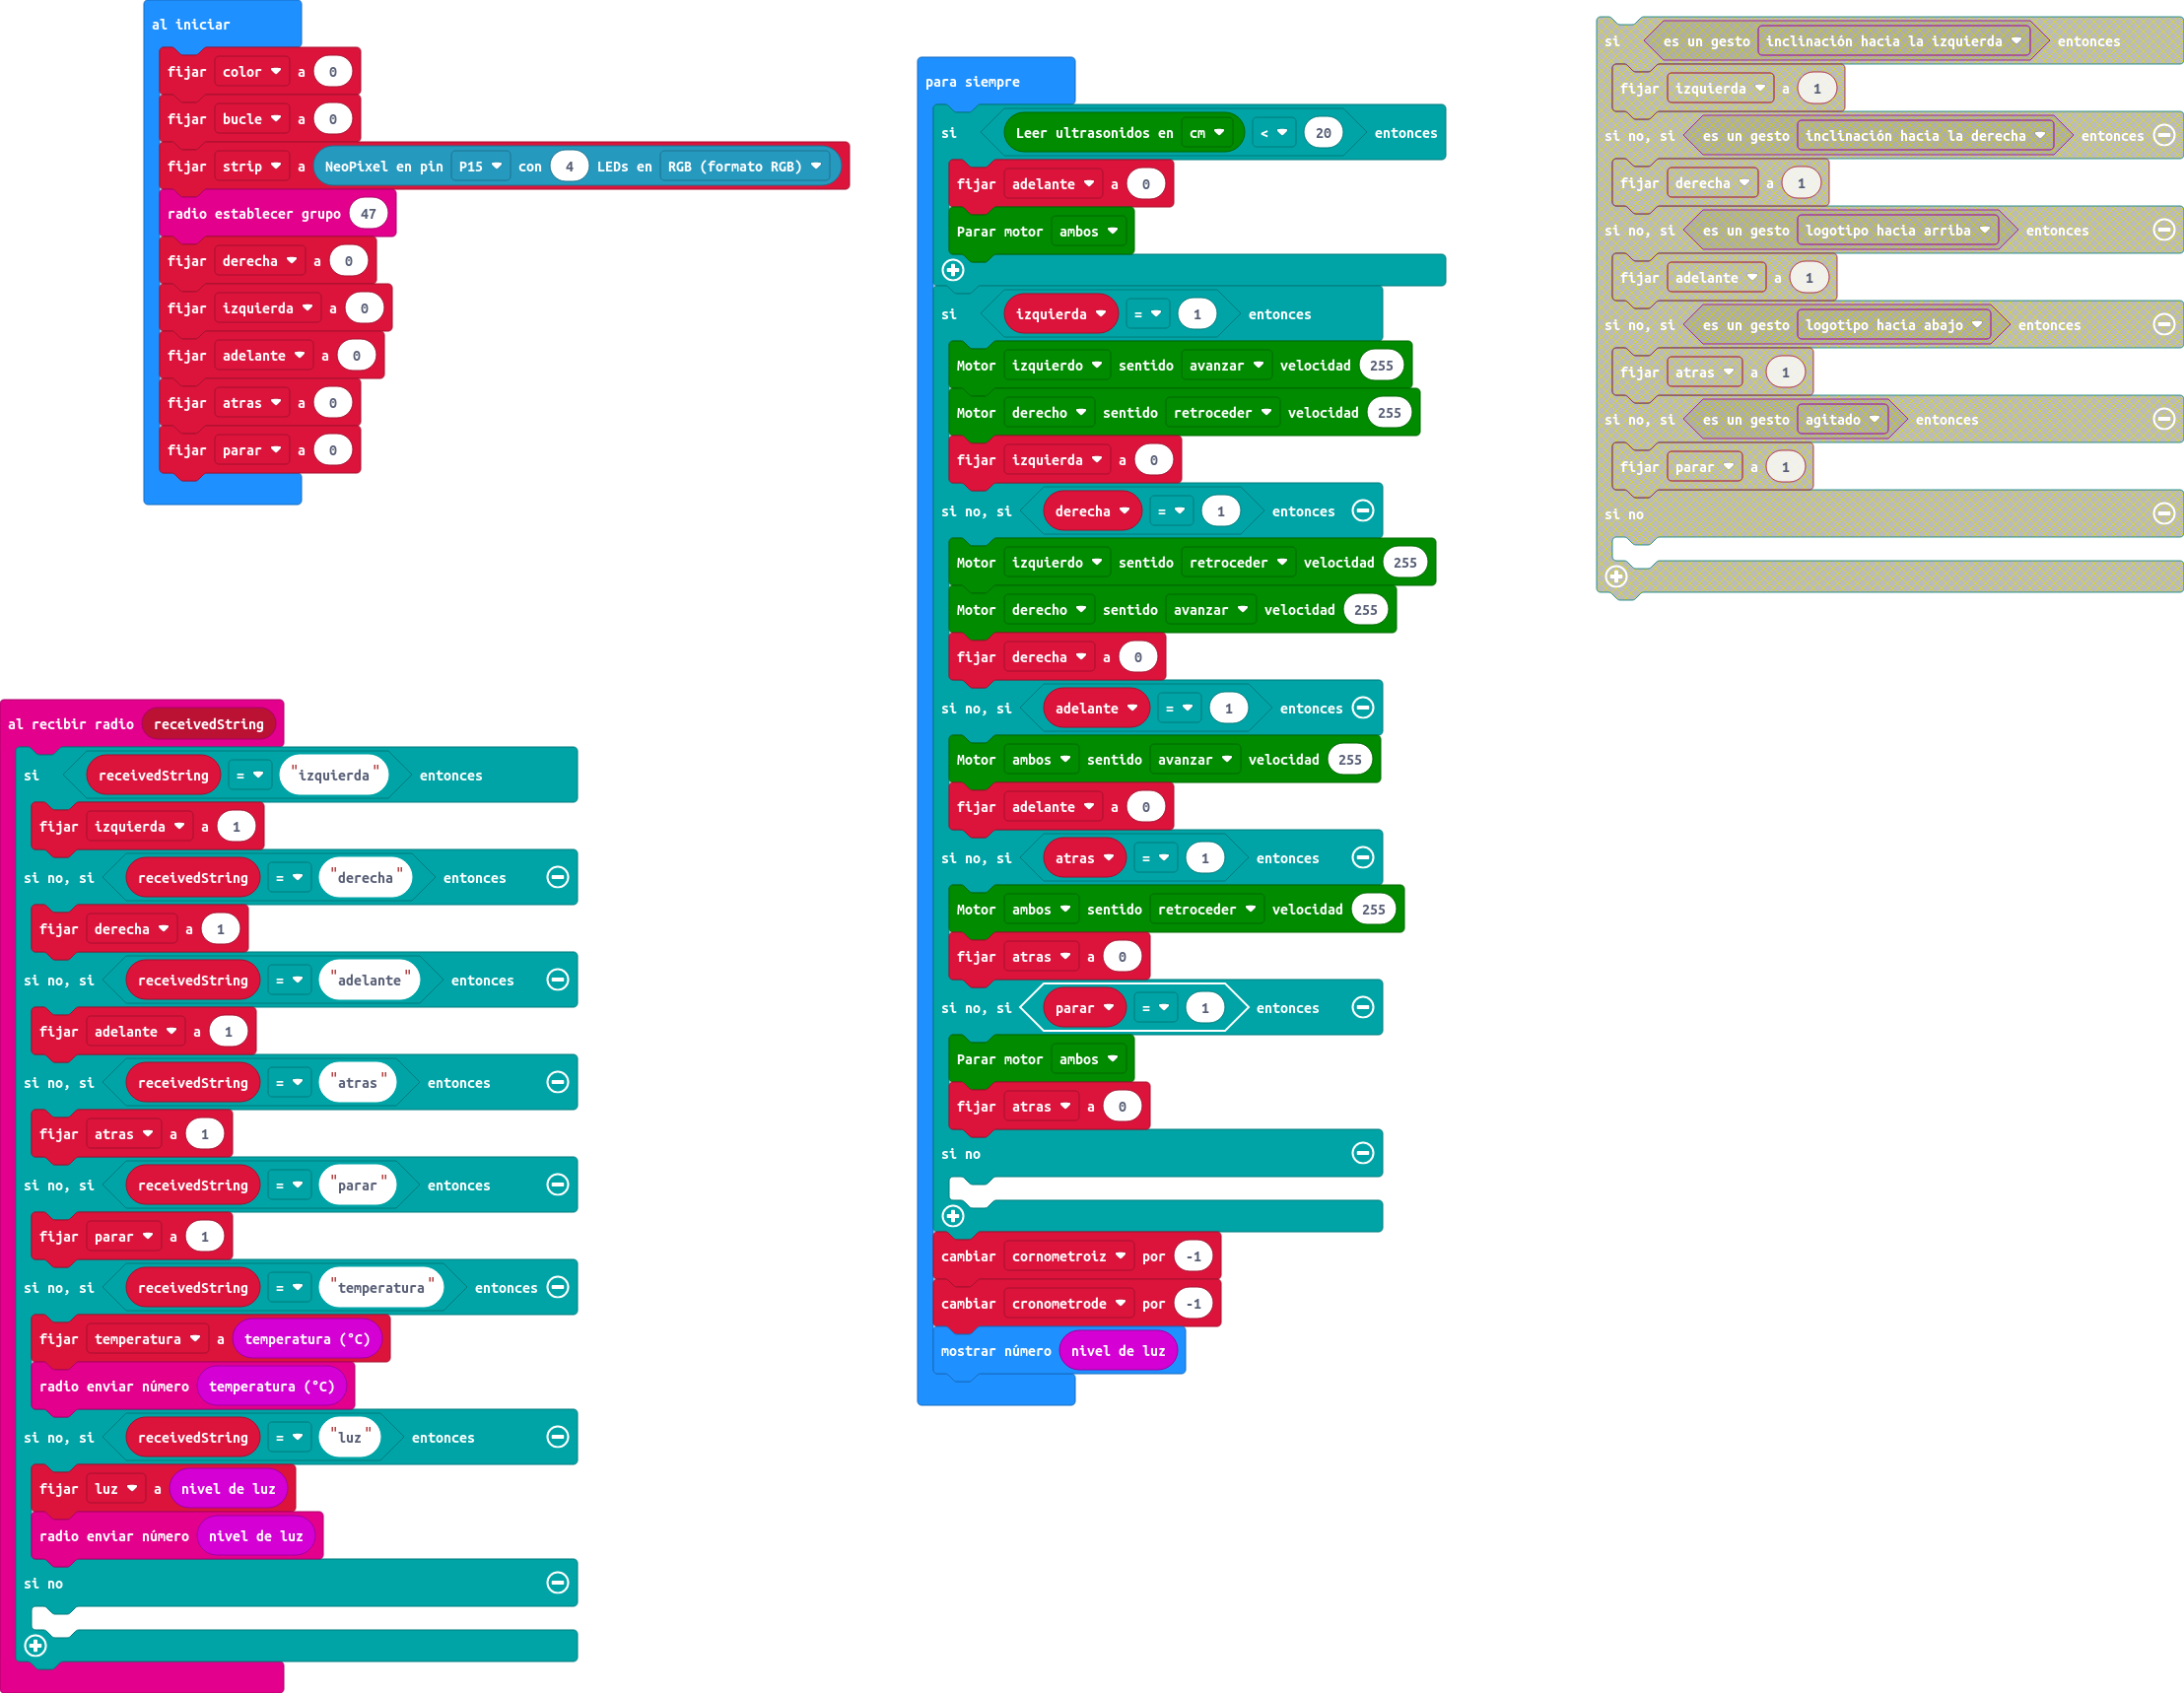 al iniciar
fijar color a 0
fijar bucle a 0
fijar strip a NeoPixel en pin P15 con 4 LEDs en RGB (formato RGB)
radio establecer grupo 47
fijar derecha a 0
fijar izquierda a 0
fijar adelante a 0
fijar atras a 0
fijar parar a 0
al recibir radio receivedString
si receivedString = "izquierda" entonces
fijar izquierda a 1
si no, si receivedString = "derecha" entonces
fijar derecha a 1
si no, si receivedString = "adelante" entonces
fijar adelante a 1
si no, si receivedString = "atras" entonces
fijar atras a 1
si no, si receivedString = "parar" entonces
fijar parar a 1
si no, si receivedString = "temperatura" entonces
fijar temperatura a temperatura (°C)
radio enviar número temperatura (°C)
si no, si receivedString = "luz" entonces
fijar luz a nivel de luz
radio enviar número nivel de luz
si no
para siempre
si Leer ultrasonidos en cm < 20 entonces
fijar adelante a 0
Parar motor ambos
si izquierda = 1 entonces
Motor izquierdo sentido avanzar velocidad 255
Motor derecho sentido retroceder velocidad 255
fijar izquierda a 0
si no, si derecha = 1 entonces
Motor izquierdo sentido retroceder velocidad 255
Motor derecho sentido avanzar velocidad 255
fijar derecha a 0
si no, si adelante = 1 entonces
Motor ambos sentido avanzar velocidad 255
fijar adelante a 0
si no, si atras = 1 entonces
Motor ambos sentido retroceder velocidad 255
fijar atras a 0
si no, si parar = 1 entonces
Parar motor ambos
fijar atras a 0
si no
cambiar cornometroiz por -1
cambiar cronometrode por -1
mostrar número nivel de luz
si es un gesto inclinación hacia la izquierda entonces
fijar izquierda a 1
si no, si es un gesto inclinación hacia la derecha entonces
fijar derecha a 1
si no, si es un gesto logotipo hacia arriba entonces
fijar adelante a 1
si no, si es un gesto logotipo hacia abajo entonces
fijar atras a 1
si no, si es un gesto agitado entonces
fijar parar a 1
si no